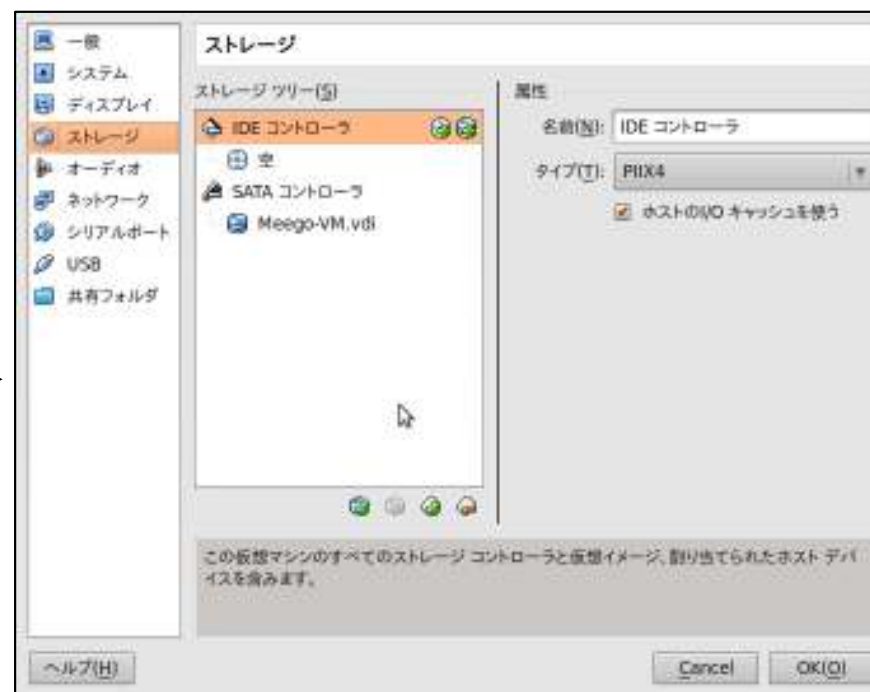 一般
システム
ディスプレイ
ストレージ
オーディオ
ネットワーク
シリアルポート
USB
共有フォルダ
ストレージ
ストレージ ツリー(S)
IDE コントローラ
空
SATA コントローラ
Meego-VM.vdi
属性
名前(N): IDE コントローラ
タイプ(T): PIIX4
ホストのI/O キャッシュを使う
この仮想マシンのすべてのストレージ コントローラと仮想イメージ、割り当てられたホスト デバ
イスを含みます。
ヘルプ(H)
Cancel
OK(O)